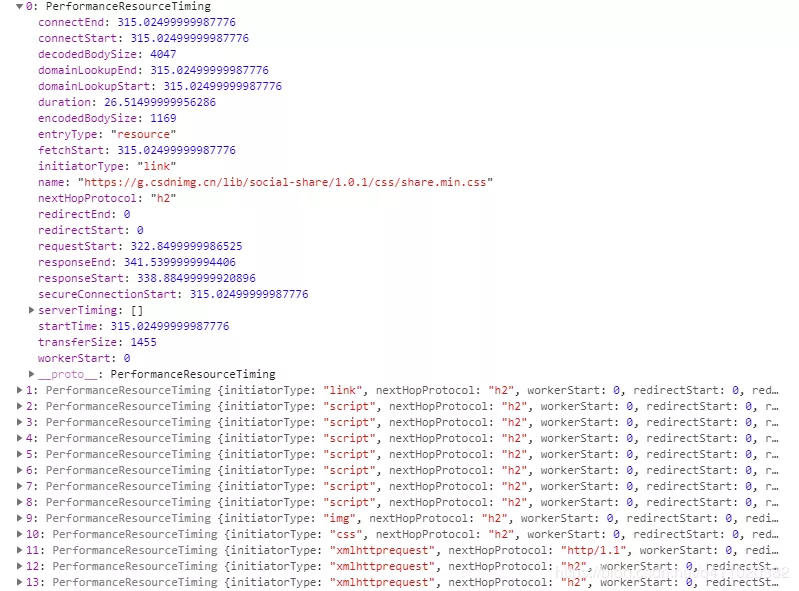 ▼0: PerformanceResourceTiming
connectEnd: 315.02499999987776
connectStart: 315.02499999987776
decodedBodySize: 4047
domainLookupEnd: 315.02499999987776
domainLookupStart: 315.02499999987776
duration: 26.51499999956286
encodedBodySize: 1169
entryType: "resource"
fetchStart: 315.02499999987776
initiatorType: "link"
name: "https://g.csdnimg.cn/lib/social-share/1.0.1/css/share.min.css"
nextHopProtocol: "h2"
redirectEnd: 0
redirectStart: 0
requestStart: 322.8499999986525
responseEnd: 341.5399999994406
responseStart: 338.88499999920896
secureConnectionStart: 315.02499999987776
▶serverTiming: []
startTime: 315.02499999987776
transferSize: 1455
workerStart: 0
▶__proto__: PerformanceResourceTiming
▶1: PerformanceResourceTiming {initiatorType: "link", nextHopProtocol: "h2", workerStart: 0, redirectStart: 0, red…
▶2: PerformanceResourceTiming {initiatorType: "script", nextHopProtocol: "h2", workerStart: 0, redirectStart: 0, r…
▶3: PerformanceResourceTiming {initiatorType: "script", nextHopProtocol: "h2", workerStart: 0, redirectStart: 0, r…
▶4: PerformanceResourceTiming {initiatorType: "script", nextHopProtocol: "h2", workerStart: 0, redirectStart: 0, r…
▶5: PerformanceResourceTiming {initiatorType: "script", nextHopProtocol: "h2", workerStart: 0, redirectStart: 0, r…
▶6: PerformanceResourceTiming {initiatorType: "script", nextHopProtocol: "h2", workerStart: 0, redirectStart: 0, r…
▶7: PerformanceResourceTiming {initiatorType: "script", nextHopProtocol: "h2", workerStart: 0, redirectStart: 0, r…
▶8: PerformanceResourceTiming {initiatorType: "script", nextHopProtocol: "h2", workerStart: 0, redirectStart: 0, r…
▶9: PerformanceResourceTiming {initiatorType: "img", nextHopProtocol: "h2", workerStart: 0, redirectStart: 0, redi…
▶10: PerformanceResourceTiming {initiatorType: "css", nextHopProtocol: "h2", workerStart: 0, redirectStart: 0, redi…
▶11: PerformanceResourceTiming {initiatorType: "xmlhttprequest", nextHopProtocol: "http/1.1", workerStart: 0, redi…
▶12: PerformanceResourceTiming {initiatorType: "xmlhttprequest", nextHopProtocol: "h2", workerStart: 0, redirectSt…
▶13: PerformanceResourceTiming {initiatorType: "xmlhttprequest", nextHopProtocol: "h2", workerStart: 0, redirectSt…